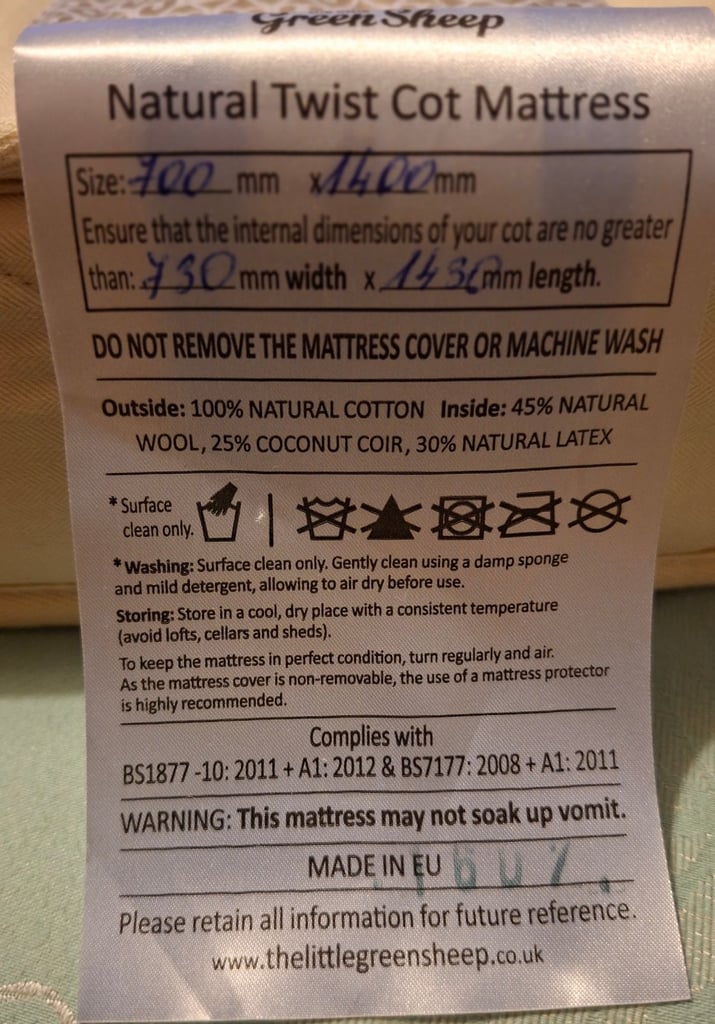 Green Sheep
Natural Twist Cot Mattress
Size: 700 mm x 1400 mm
Ensure that the internal dimensions of your cot are no greater
than: 730 mm width x 1430 mm length.
DO NOT REMOVE THE MATTRESS COVER OR MACHINE WASH
Outside: 100% NATURAL COTTON Inside: 45% NATURAL
WOOL, 25% COCONUT COIR, 30% NATURAL LATEX
* Surface
clean only.
* Washing: Surface clean only. Gently clean using a damp sponge
and mild detergent, allowing to air dry before use.
Storing: Store in a cool, dry place with a consistent temperature
(avoid lofts, cellars and sheds).
To keep the mattress in perfect condition, turn regularly and air.
As the mattress cover is non-removable, the use of a mattress protector
is highly recommended.
Complies with
BS1877 -10: 2011 + A1: 2012 & BS7177: 2008 + A1: 2011
WARNING: This mattress may not soak up vomit.
MADE IN EU
Please retain all information for future reference.
www.thelittlegreensheep.co.uk